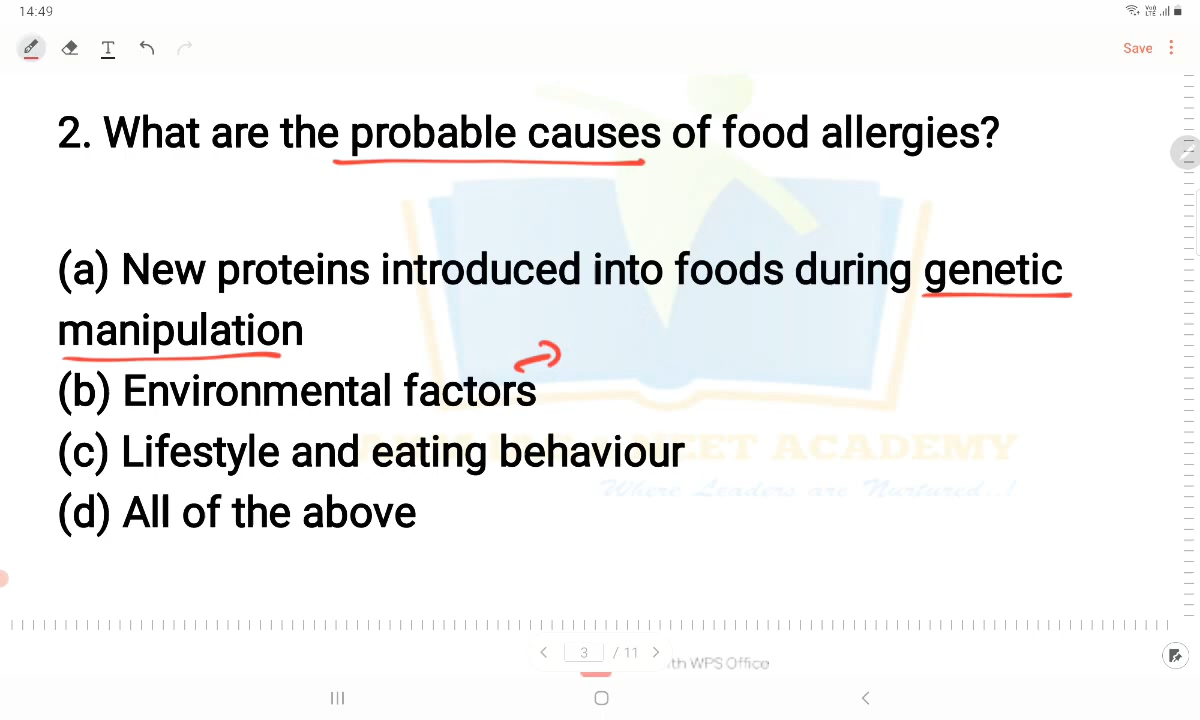 14:49
Save
2. What are the probable causes of food allergies?
(a) New proteins introduced into foods during genetic
manipulation
(b) Environmental factors
(c) Lifestyle and eating behaviour
(d) All of the above
EET ACADEMY
Where Leaders are Nurtured..!
3 / 11
th WPS Office